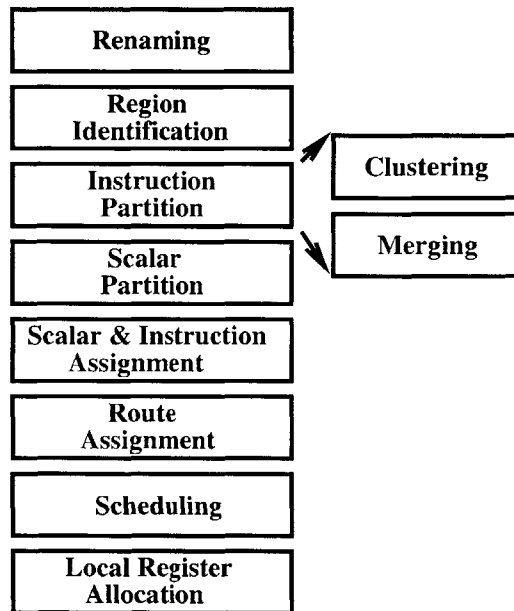 Renaming
Region
Identification
Instruction
Partition
Clustering
Merging
Scalar
Partition
Scalar & Instruction
Assignment
Route
Assignment
Scheduling
Local Register
Allocation